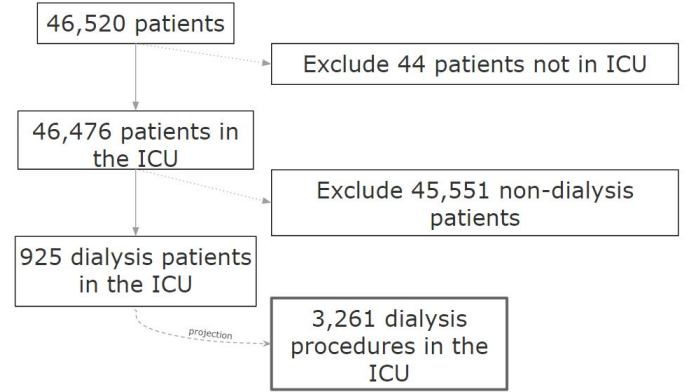 46,520 patients
Exclude 44 patients not in ICU
46,476 patients in
the ICU
Exclude 45,551 non-dialysis
patients
925 dialysis patients
in the ICU
projection
3,261 dialysis
procedures in the
ICU